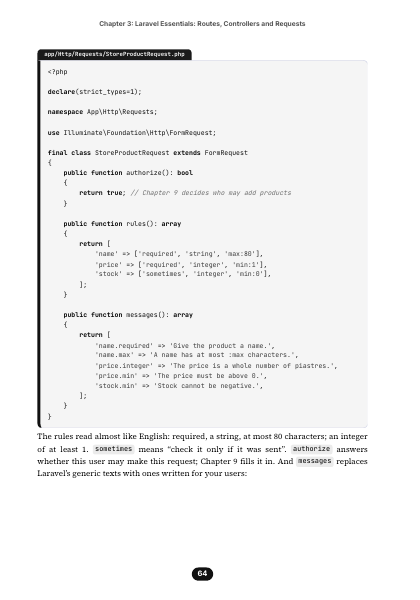 Chapter 3: Laravel Essentials: Routes, Controllers and Requests
app/Http/Requests/StoreProductRequest.php
<?php
declare(strict_types=1);
namespace App\Http\Requests;
use Illuminate\Foundation\Http\FormRequest;
final class StoreProductRequest extends FormRequest
{
    public function authorize(): bool
    {
        return true; // Chapter 9 decides who may add products
    }
    public function rules(): array
    {
        return [
            'name' => ['required', 'string', 'max:80'],
            'price' => ['required', 'integer', 'min:1'],
            'stock' => ['sometimes', 'integer', 'min:0'],
        ];
    }
    public function messages(): array
    {
        return [
            'name.required' => 'Give the product a name.',
            'name.max' => 'A name has at most :max characters.',
            'price.integer' => 'The price is a whole number of piastres.',
            'price.min' => 'The price must be above 0.',
            'stock.min' => 'Stock cannot be negative.',
        ];
    }
}
The rules read almost like English: required, a string, at most 80 characters; an integer
of at least 1. sometimes means “check it only if it was sent”. authorize answers
whether this user may make this request; Chapter 9 fills it in. And messages replaces
Laravel’s generic texts with ones written for your users:
64